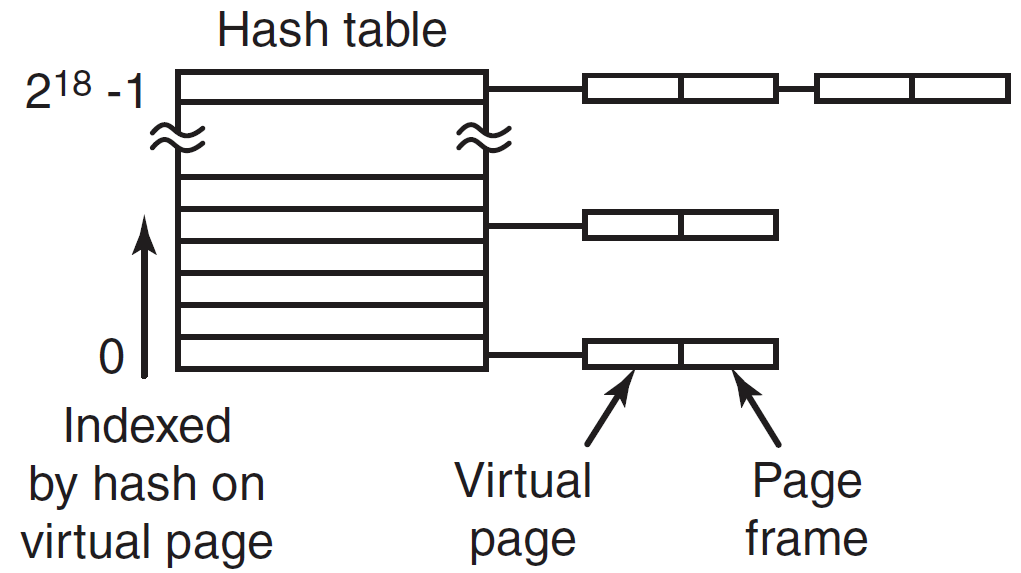 Hash table
2¹⁸ -1
0
Indexed
by hash on
virtual page
Virtual
page
Page
frame